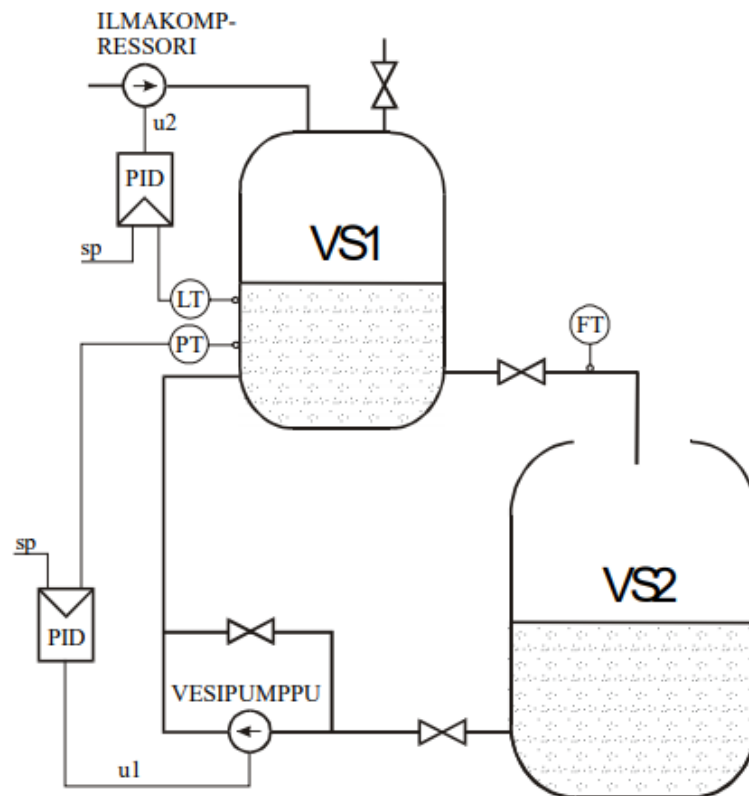 ILMAKOMP-
RESSORI
u2
PID
sp
VS1
LT
PT
FT
sp
PID
VS2
VESIPUMPPU
u1